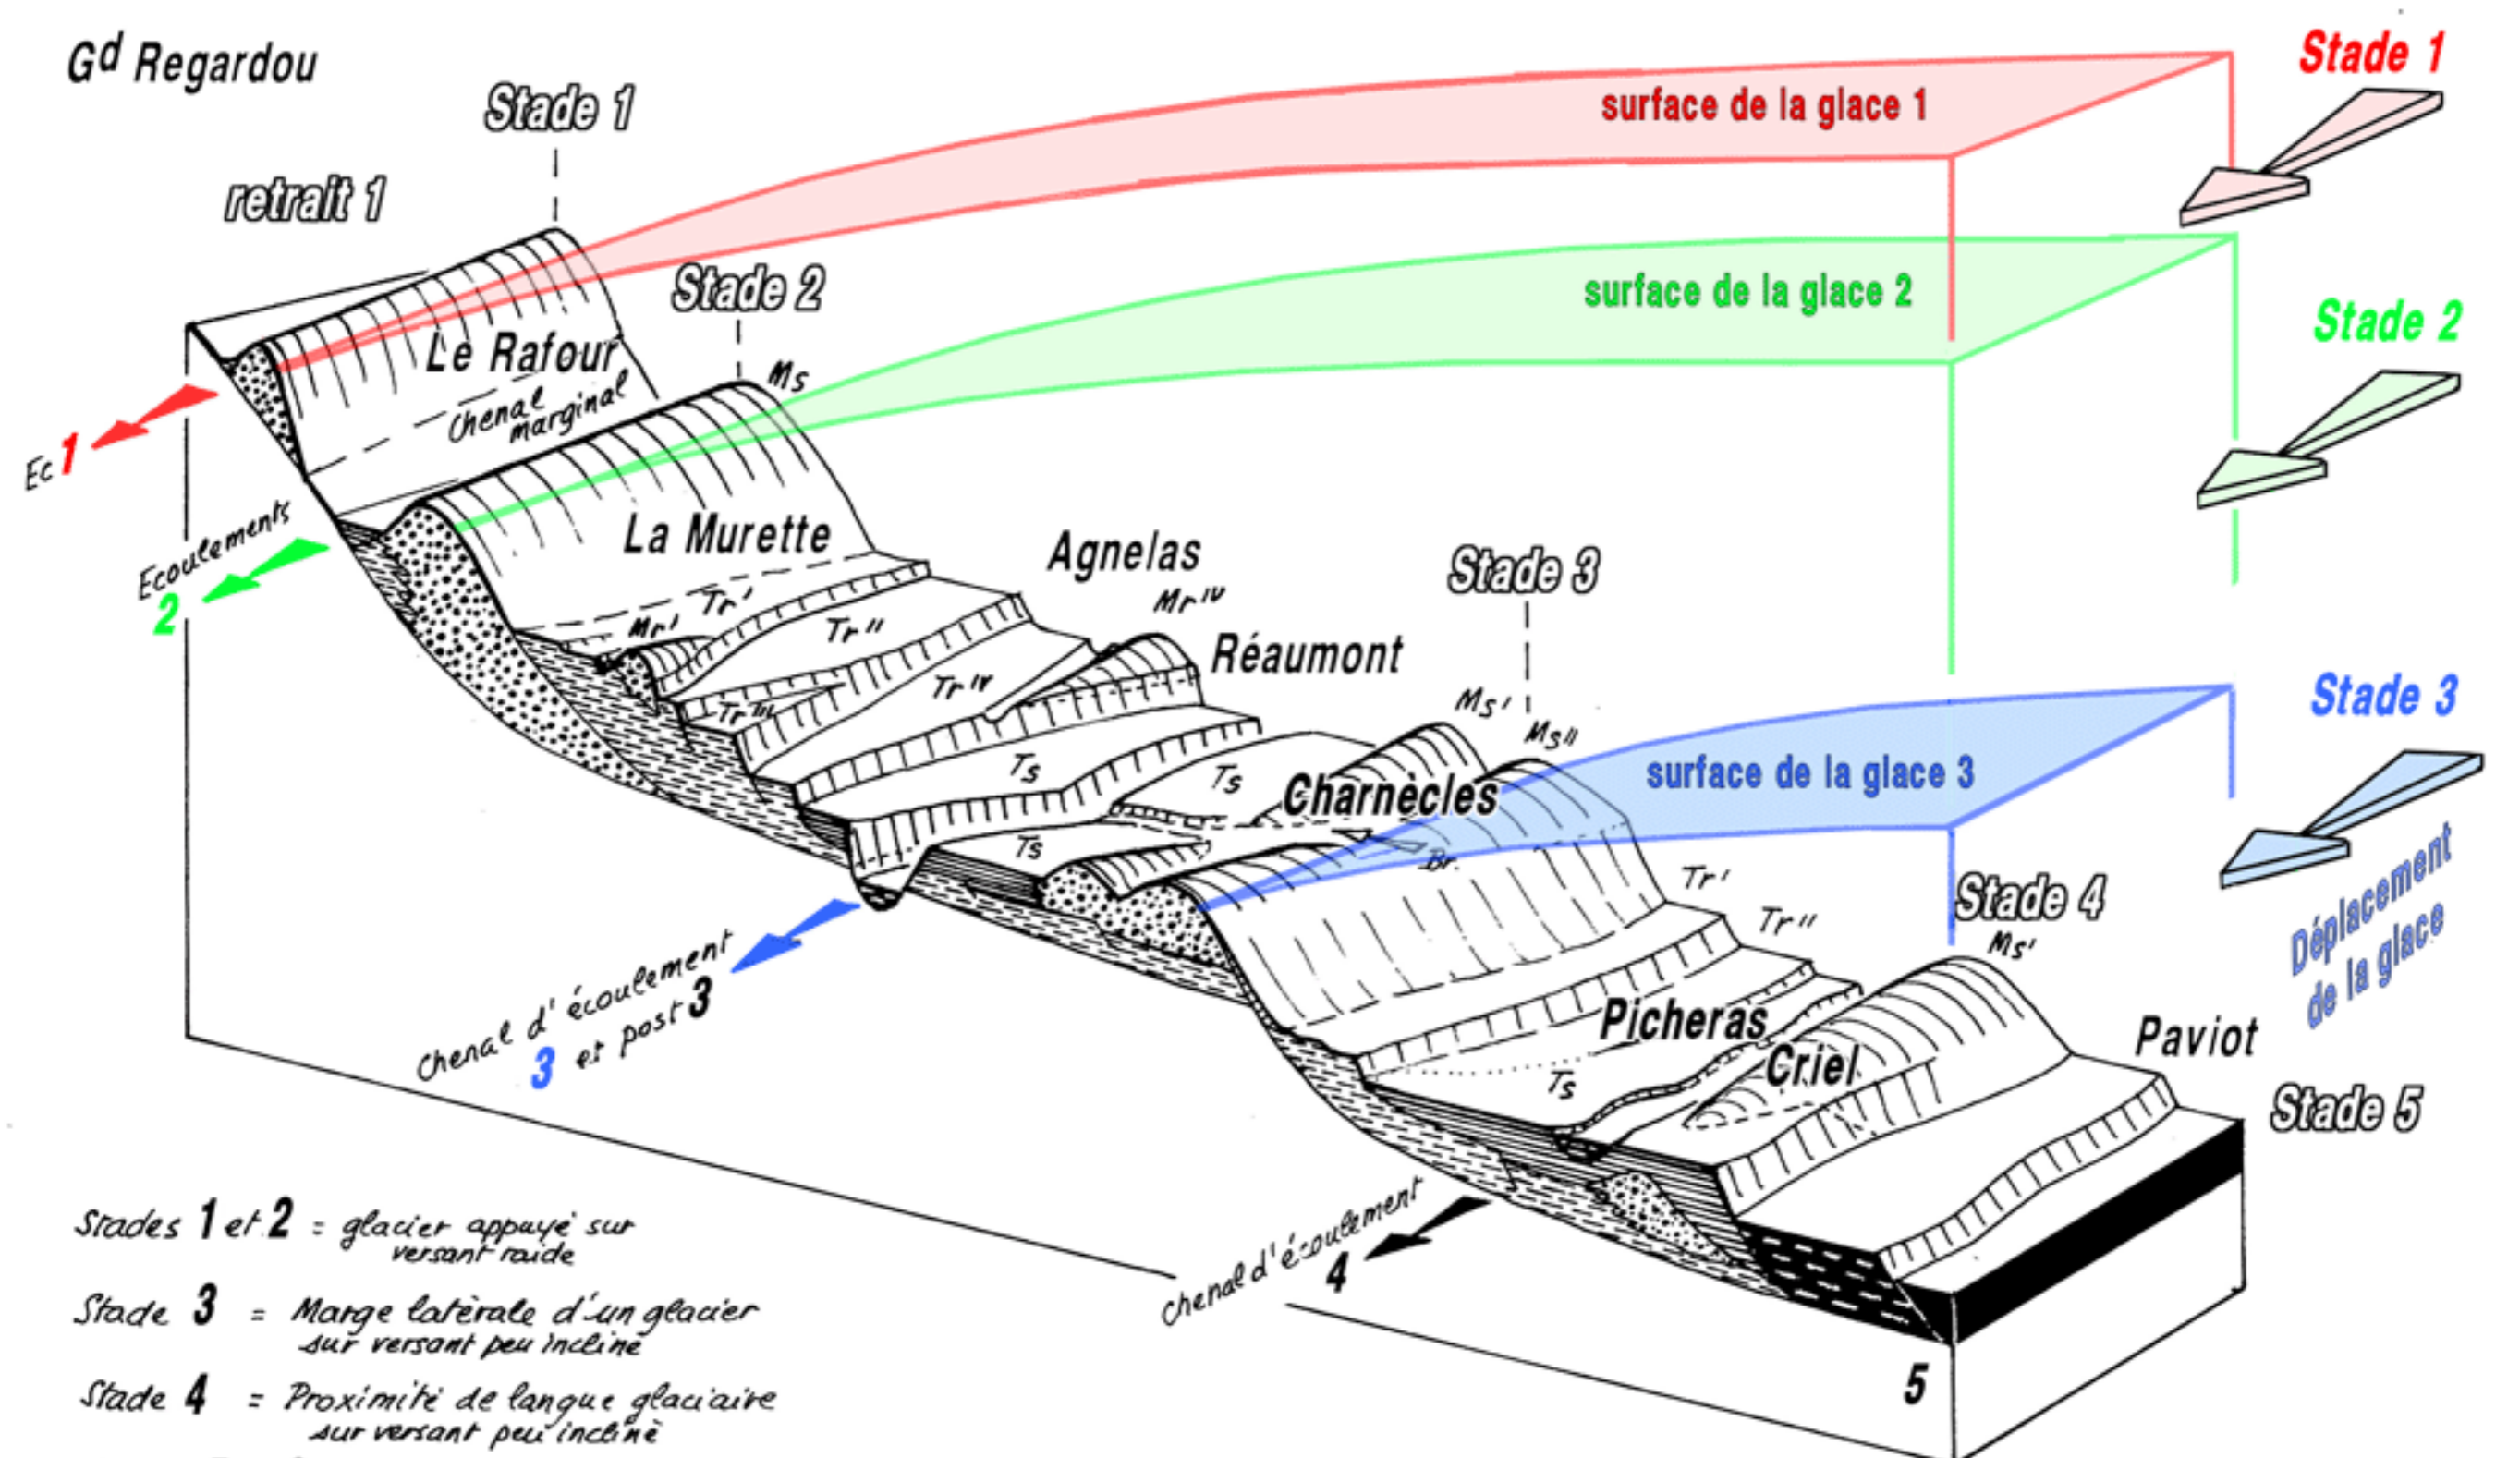 Gd Regardou
Stade 1
retrait 1
surface de la glace 1
Stade 1
Le Rafour
Chenal
marginal
Stade 2
Ms
surface de la glace 2
Stade 2
Ec 1
Ecoulements
2
La Murette
Agnelas
Mr'
Tr'
Tr''
Mr IV
Réaumont
Stade 3
Tr'''
Tr IV
Ms'
Ms''
surface de la glace 3
Stade 3
Ts
Ts
Charnècles
Ts
Br
Déplacement
de la glace
Tr'
Tr''
Stade 4
Ms'
Chenal d'écoulement
3 et post 3
Picheras
Ts
Criel
Paviot
Stade 5
chenal d'écoulement
4
5
Stades 1 et 2 = glacier appuyé sur
versant raide
Stade 3 = Marge latérale d'un glacier
sur versant peu incliné
Stade 4 = Proximité de langue glaciaire
sur versant peu incliné